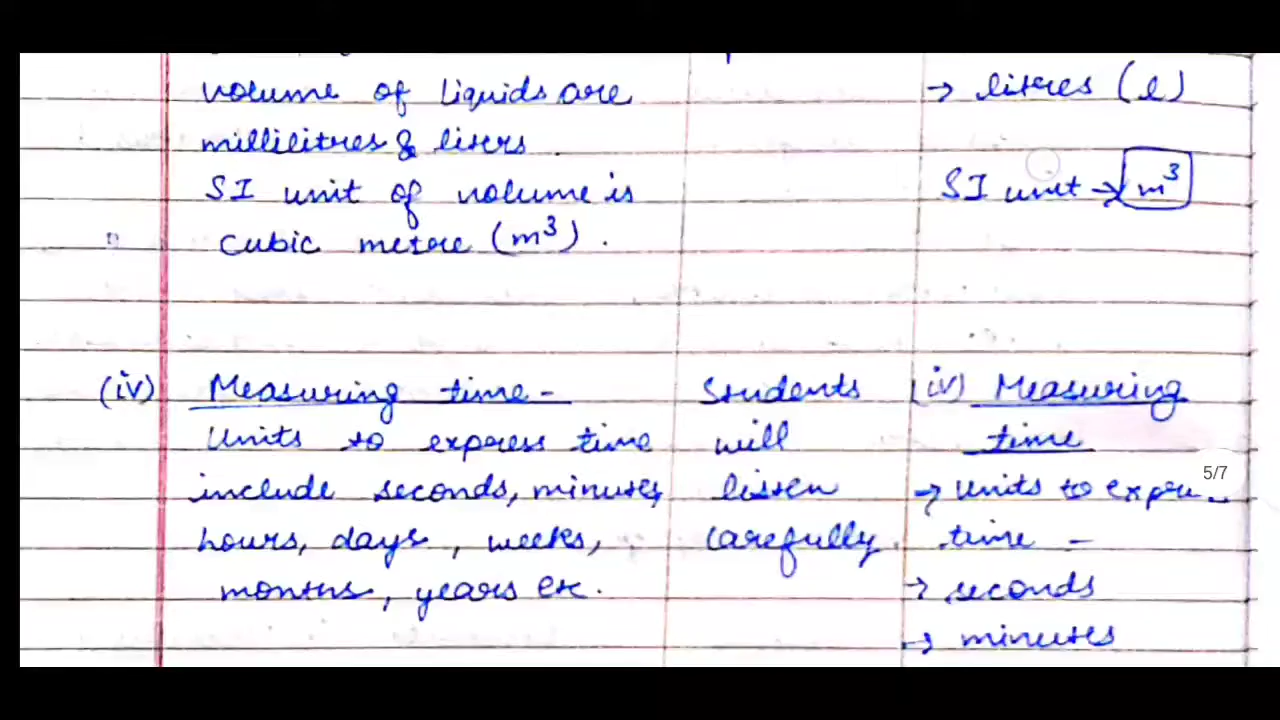 volume of liquids are
millilitres & liters
SI unit of volume is
cubic metre (m³).
→ litres (l)
SI unit → m³
(iv) Measuring time -
Units to express time
include seconds, minutes,
hours, days, weeks,
months, years etc.
Students
will
listen
carefully.
(iv) Measuring
time
→ Units to
time -
→ seconds
→ minutes
5/7